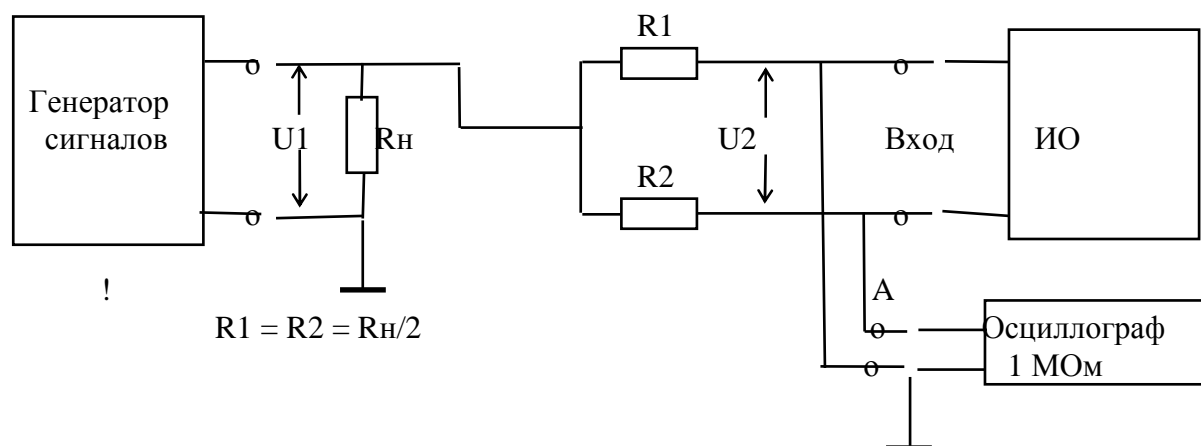 R1
Генератор
сигналов
U1
Rн
U2
Вход
ИО
R2
!
R1 = R2 = Rн/2
А
Осциллограф
1 МОм